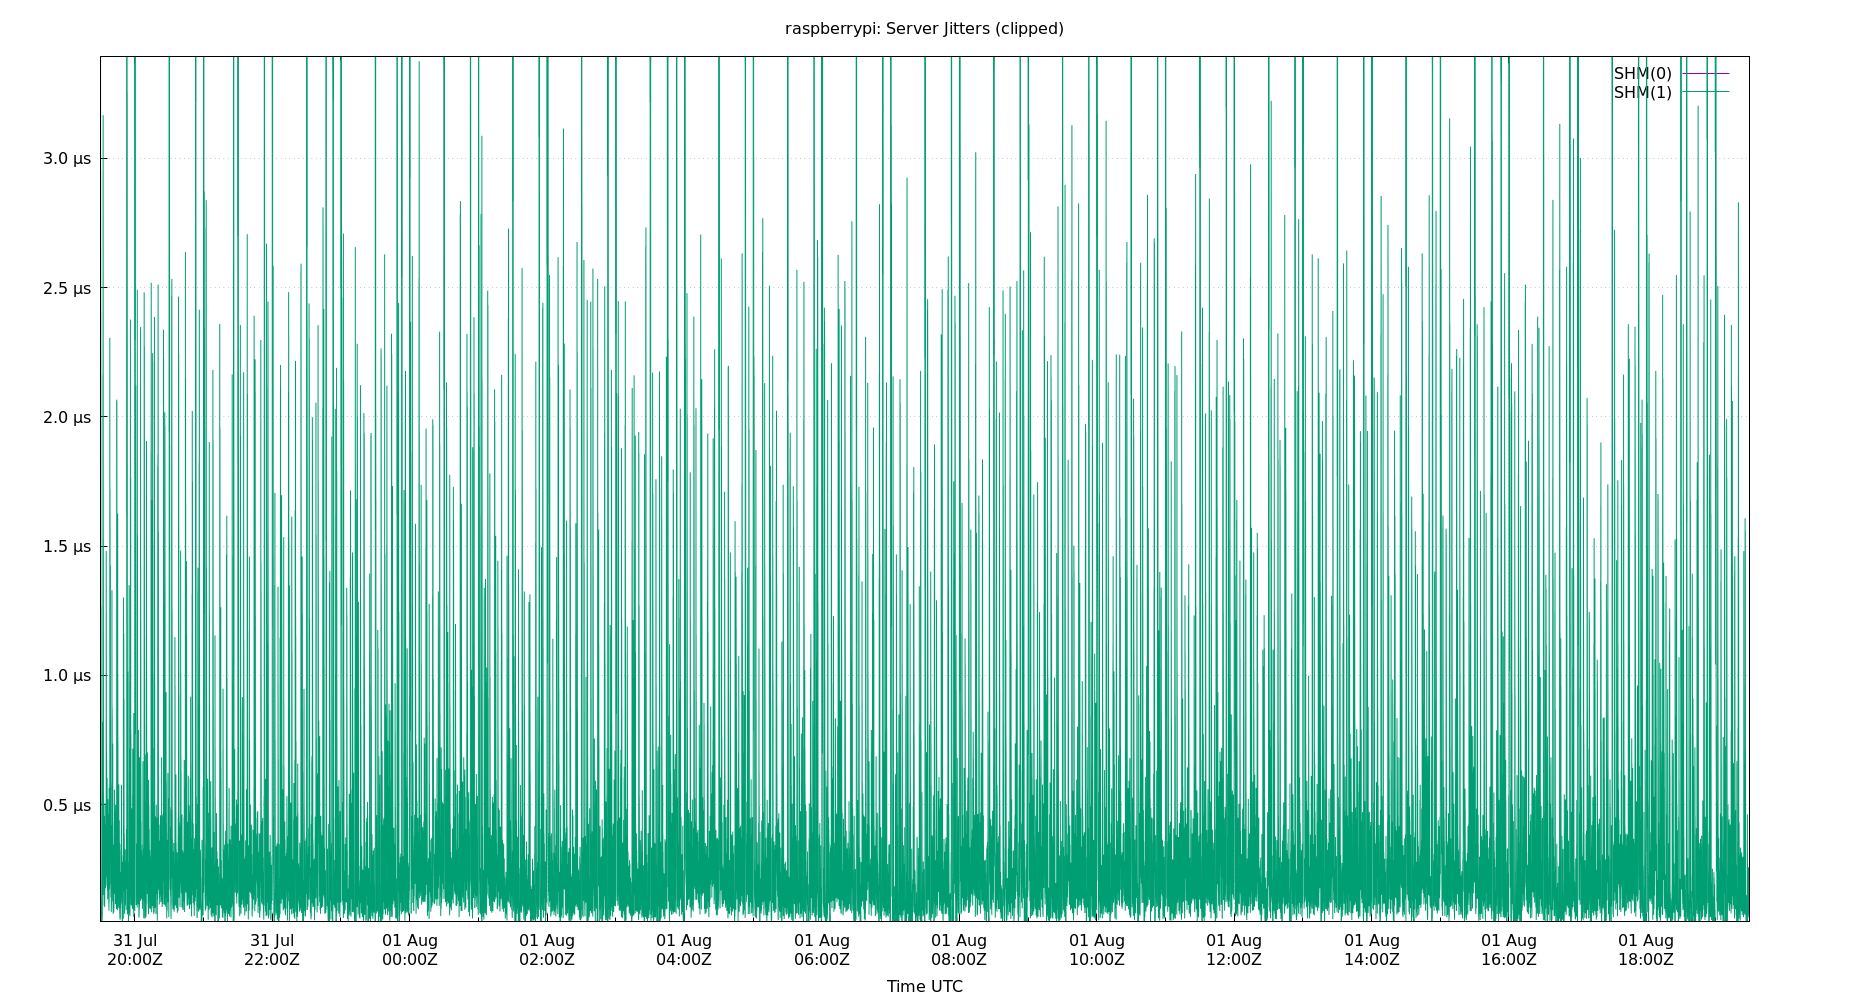 raspberrypi: Server Jitters (clipped)
SHM(0)
SHM(1)
3.0 µs
2.5 µs
2.0 µs
1.5 µs
1.0 µs
0.5 µs
31 Jul 31 Jul 01 Aug 01 Aug 01 Aug 01 Aug 01 Aug 01 Aug 01 Aug 01 Aug 01 Aug 01 Aug
20:00Z 22:00Z 00:00Z 02:00Z 04:00Z 06:00Z 08:00Z 10:00Z 12:00Z 14:00Z 16:00Z 18:00Z
Time UTC